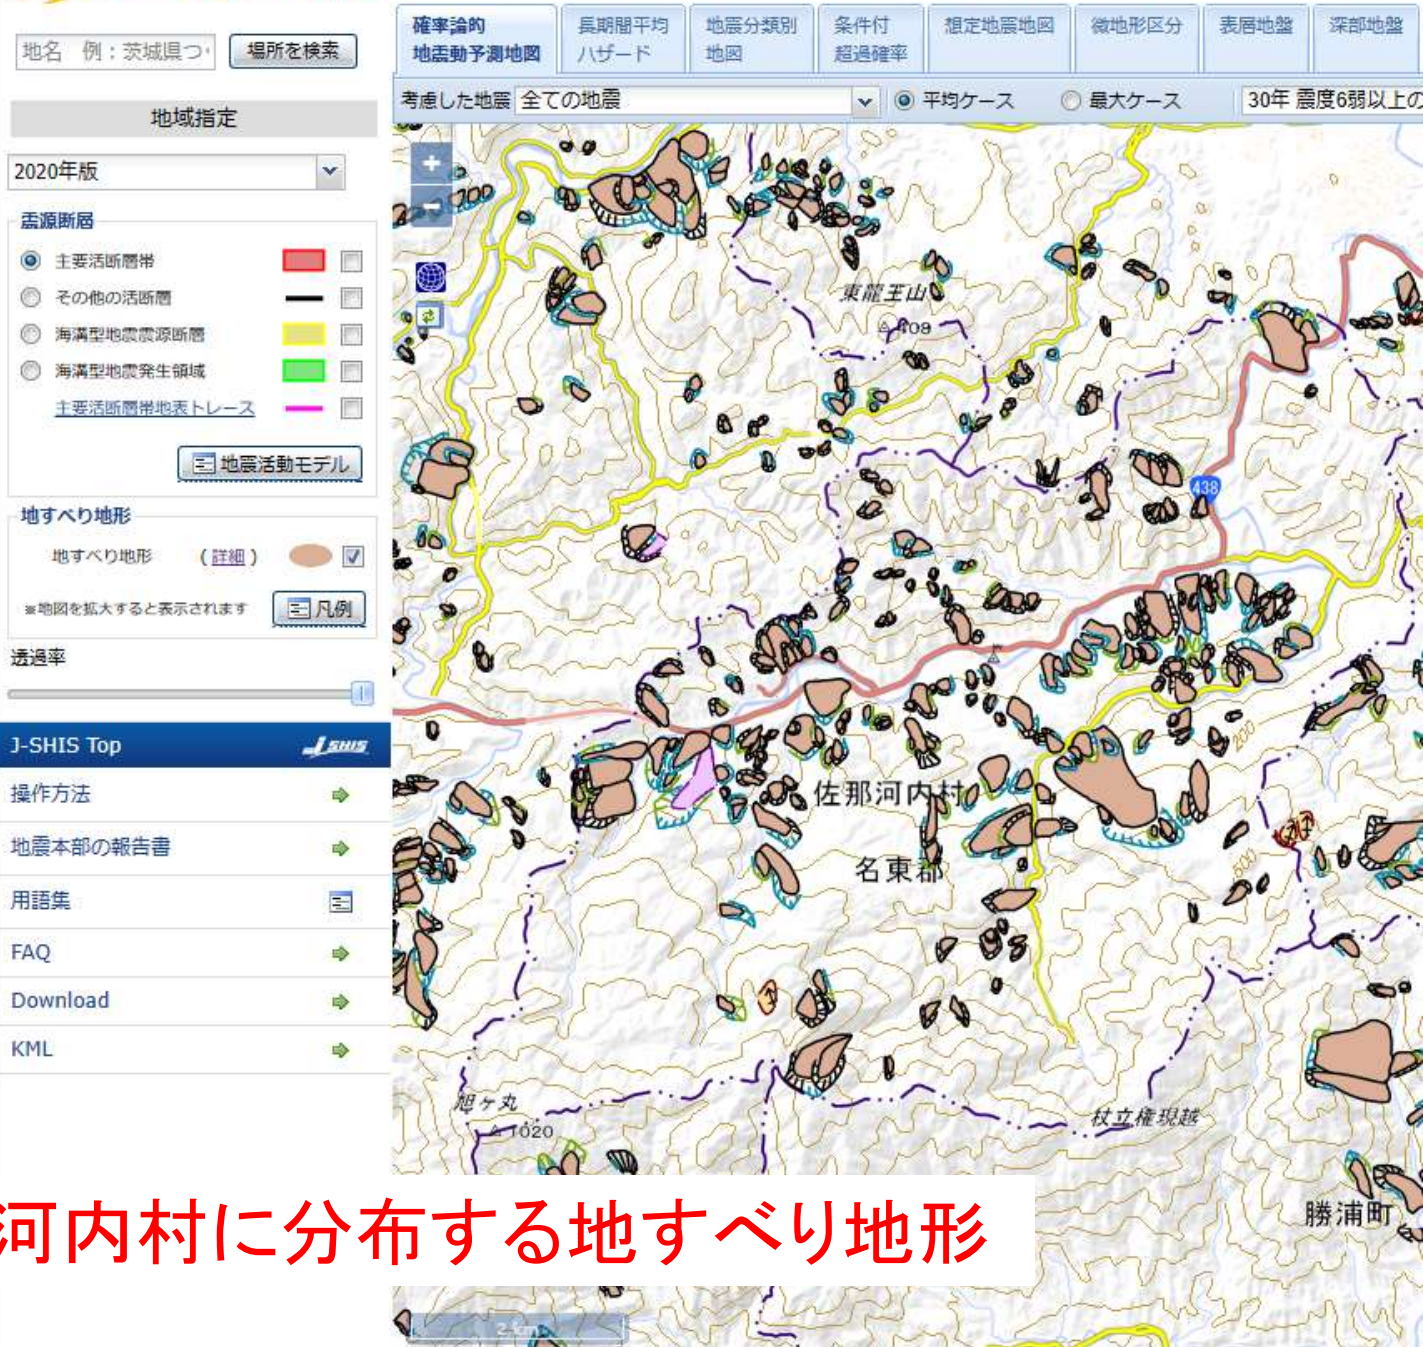 地名 例：茨城県つ
場所を検索
地域指定
2020年版
震源断層
主要活断層帯
その他の活断層
海溝型地震震源断層
海溝型地震発生領域
主要活断層帯地表トレース
地震活動モデル
地すべり地形
地すべり地形 (詳細)
※地図を拡大すると表示されます
凡例
透過率
J-SHIS Top
J-SHIS
操作方法
地震本部の報告書
用語集
FAQ
Download
KML
確率論的
地震動予測地図
長期間平均
ハザード
地震分類別
地図
条件付
超過確率
想定地震地図
微地形区分
表層地盤
深部地盤
考慮した地震 全ての地震
平均ケース
最大ケース
30年 震度6弱以上の
+
-
東龍王山
408
438
佐那河内村
名東郡
200
600
旭ヶ丸
1020
杖立権現越
勝浦町
河内村に分布する地すべり地形
2 km